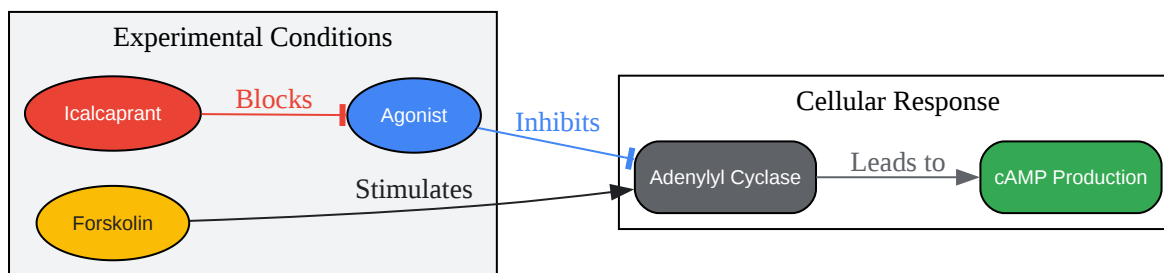 Experimental Conditions
Icalcaprant
Blocks
Agonist
Inhibits
Forskolin
Stimulates
Cellular Response
Adenylyl Cyclase
Leads to
cAMP Production